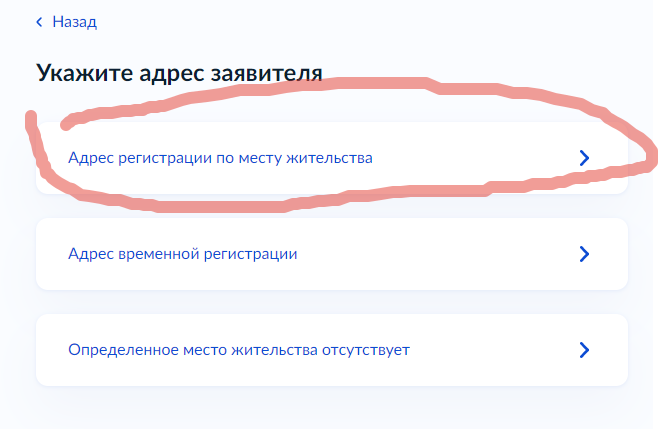 Назад
Укажите адрес заявителя
Адрес регистрации по месту жительства
Адрес временной регистрации
Определенное место жительства отсутствует